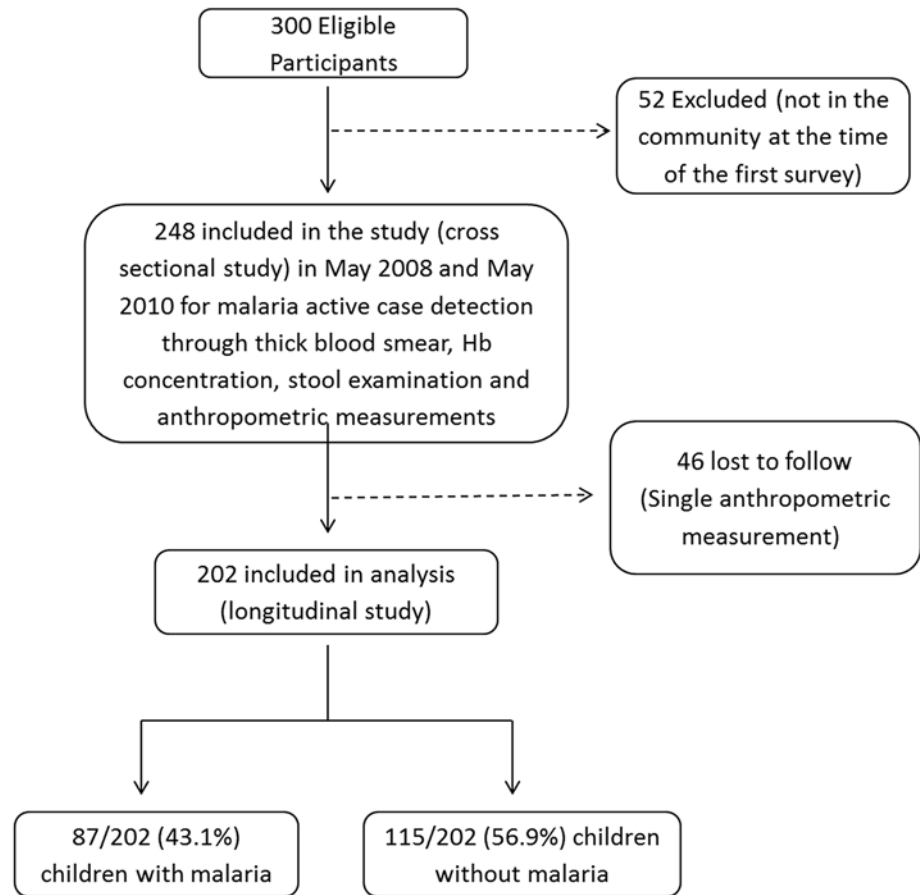 300 Eligible
Participants
52 Excluded (not in the
community at the time
of the first survey)
248 included in the study (cross
sectional study) in May 2008 and May
2010 for malaria active case detection
through thick blood smear, Hb
concentration, stool examination and
anthropometric measurements
46 lost to follow
(Single anthropometric
measurement)
202 included in analysis
(longitudinal study)
87/202 (43.1%)
children with malaria
115/202 (56.9%) children
without malaria